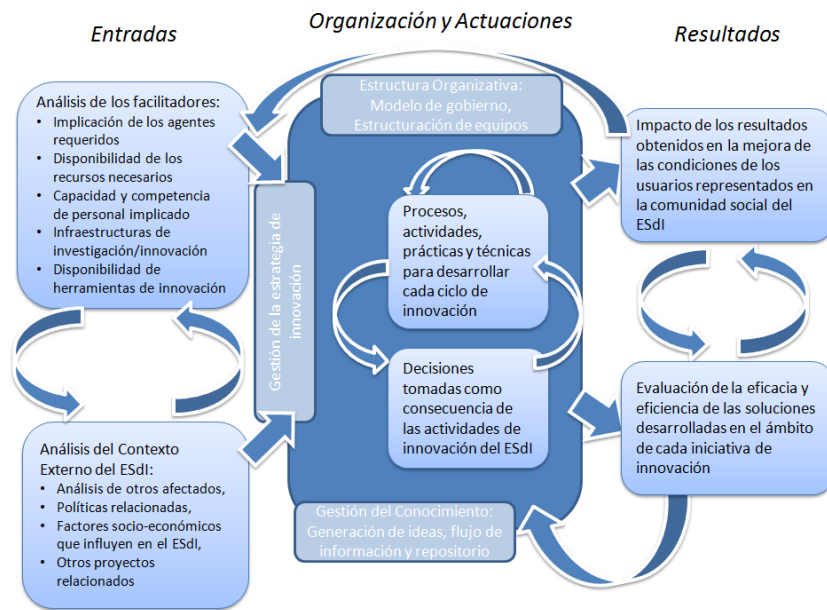 Entradas
Organización y Actuaciones
Resultados
Análisis de los facilitadores:
• Implicación de los agentes
requeridos
• Disponibilidad de los
recursos necesarios
• Capacidad y competencia
de personal implicado
• Infraestructuras de
investigación/innovación
• Disponibilidad de
herramientas de innovación
Análisis del Contexto
Externo del ESdI:
• Análisis de otros afectados,
• Políticas relacionadas,
• Factores socio-económicos
que influyen en el ESdI,
• Otros proyectos
relacionados
Estructura Organizativa:
Modelo de gobierno,
Estructuración de equipos
Gestión de la estrategia de
innovación
Procesos,
actividades,
prácticas y técnicas
para desarrollar
cada ciclo de
innovación
Decisiones
tomadas como
consecuencia de
las actividades de
innovación del ESdI
Gestión del Conocimiento:
Generación de ideas, flujo de
información y repositorio
Impacto de los resultados
obtenidos en la mejora de
las condiciones de los
usuarios representados en
la comunidad social del
ESdI
Evaluación de la eficacia y
eficiencia de las soluciones
desarrolladas en el ámbito
de cada iniciativa de
innovación